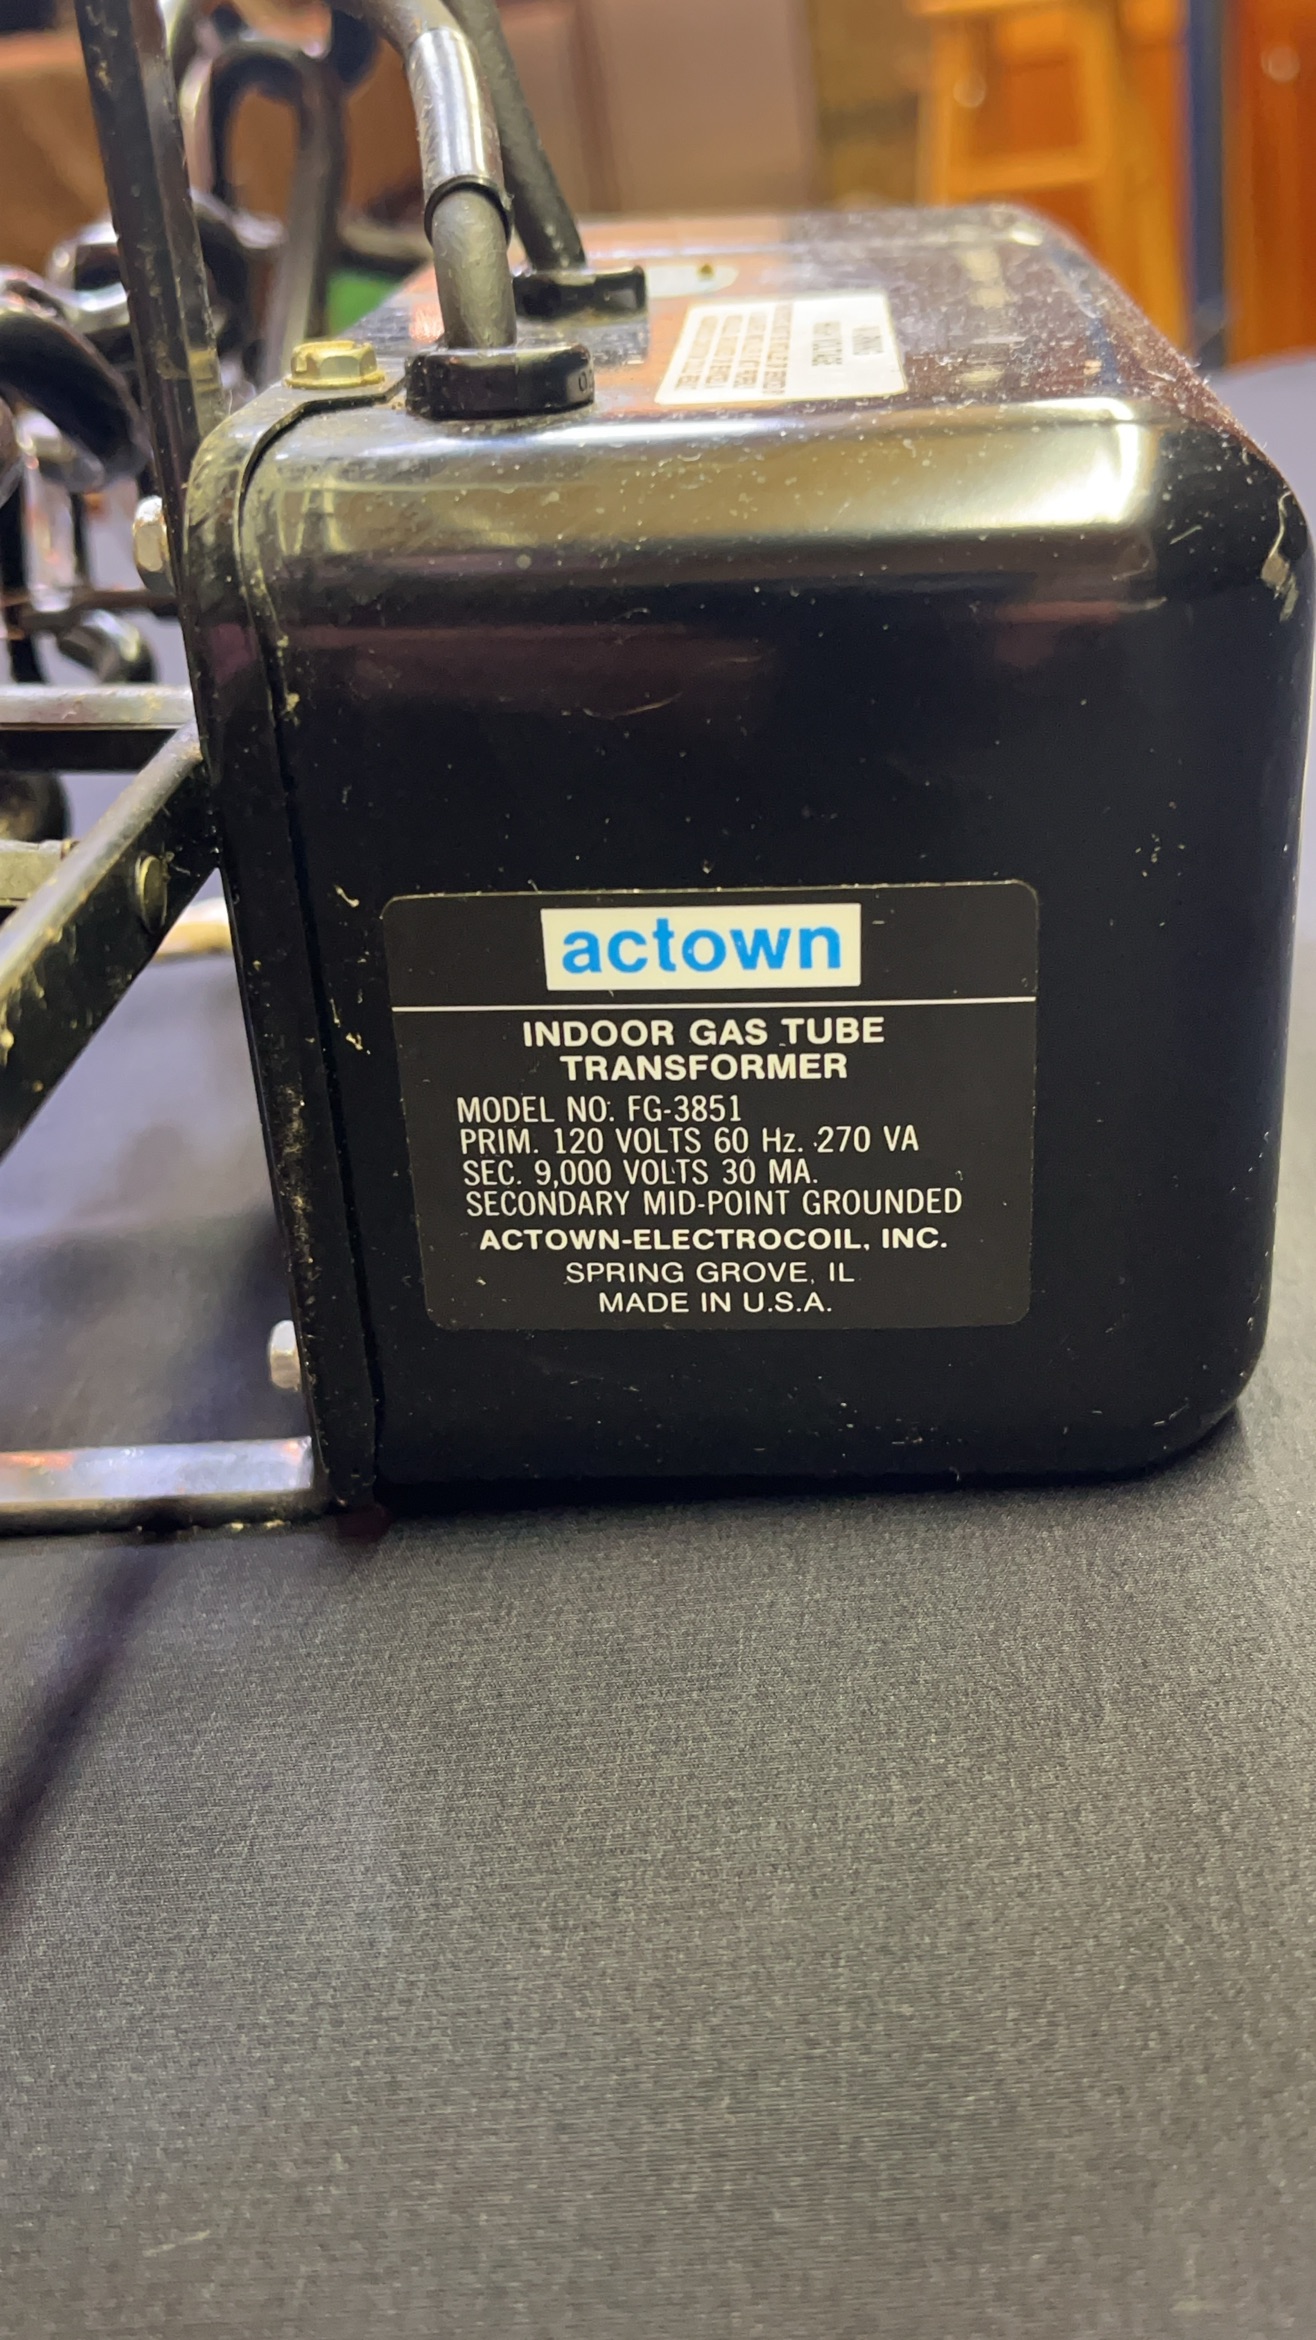 actown
INDOOR GAS TUBE
TRANSFORMER
MODEL NO. FG-3851
PRIM. 120 VOLTS 60 Hz. 270 VA
SEC. 9,000 VOLTS 30 MA.
SECONDARY MID-POINT GROUNDED
ACTOWN-ELECTROCOIL, INC.
SPRING GROVE, IL
MADE IN U.S.A.